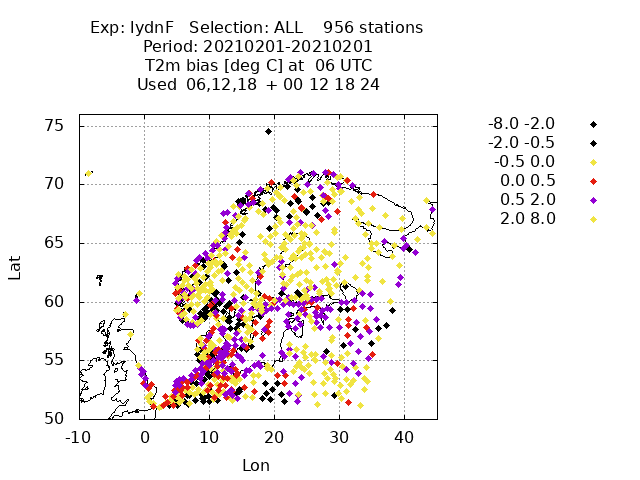 Exp: IydnF Selection: ALL 956 stations
Period: 20210201-20210201
T2m bias [deg C] at 06 UTC
Used 06,12,18 + 00 12 18 24
-8.0 -2.0
-2.0 -0.5
-0.5 0.0
0.0 0.5
0.5 2.0
2.0 8.0
75
70
65
60
55
50
Lat
-10 0 10 20 30 40
Lon